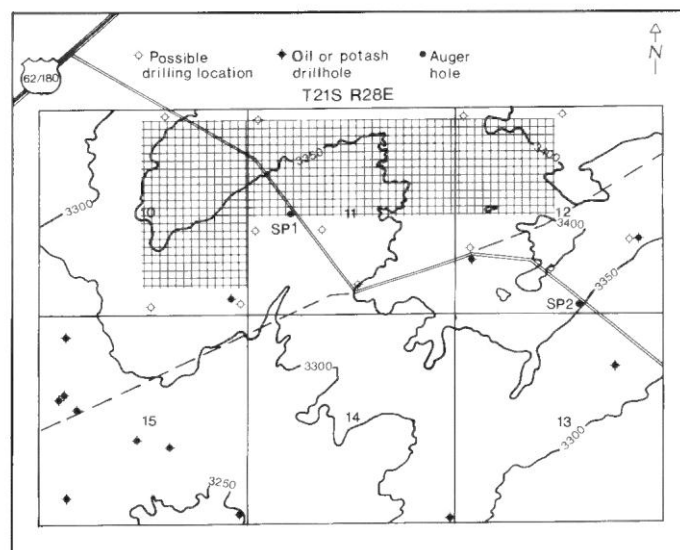 Possible
drilling location
Oil or potash
drillhole
Auger
hole
N
62/180
T21S R28E
3350
3400
3300
10
11
12
SP1
3400
3350
SP2
3300
15
14
13
3300
3250